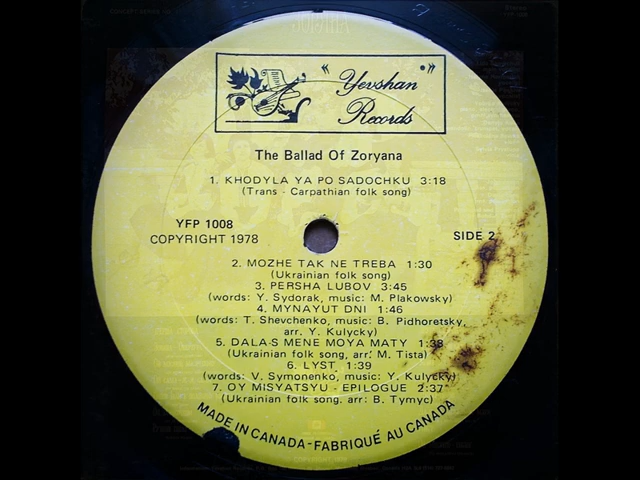 "Yevshan"
Records
The Ballad Of Zoryana
1. KHODYLA YA PO SADOCHKU 3:18
(Trans - Carpathian folk song)
YFP 1008
COPYRIGHT 1978
SIDE 2
2. MOZHE TAK NE TREBA 1:30
(Ukrainian folk song)
3. PERSHA LUBOV 3:45
(words: Y. Sydorak, music: M. Plakowsky)
4. MYNAYUT DNI 1:46
(words: T. Shevchenko, music: B. Pidhoretsky,
arr. Y. Kulycky)
5. DALA-S MENE MOYA MATY 1:38
(Ukrainian folk song, arr: M. Tista)
6. LYST 1:39
(words: V. Symonenko, music: Y. Kulycky)
7. OY MISYATSYU - EPILOGUE 2:37
(Ukrainian folk song. arr: B. Tymyc)
MADE IN CANADA-FABRIQUÉ AU CANADA